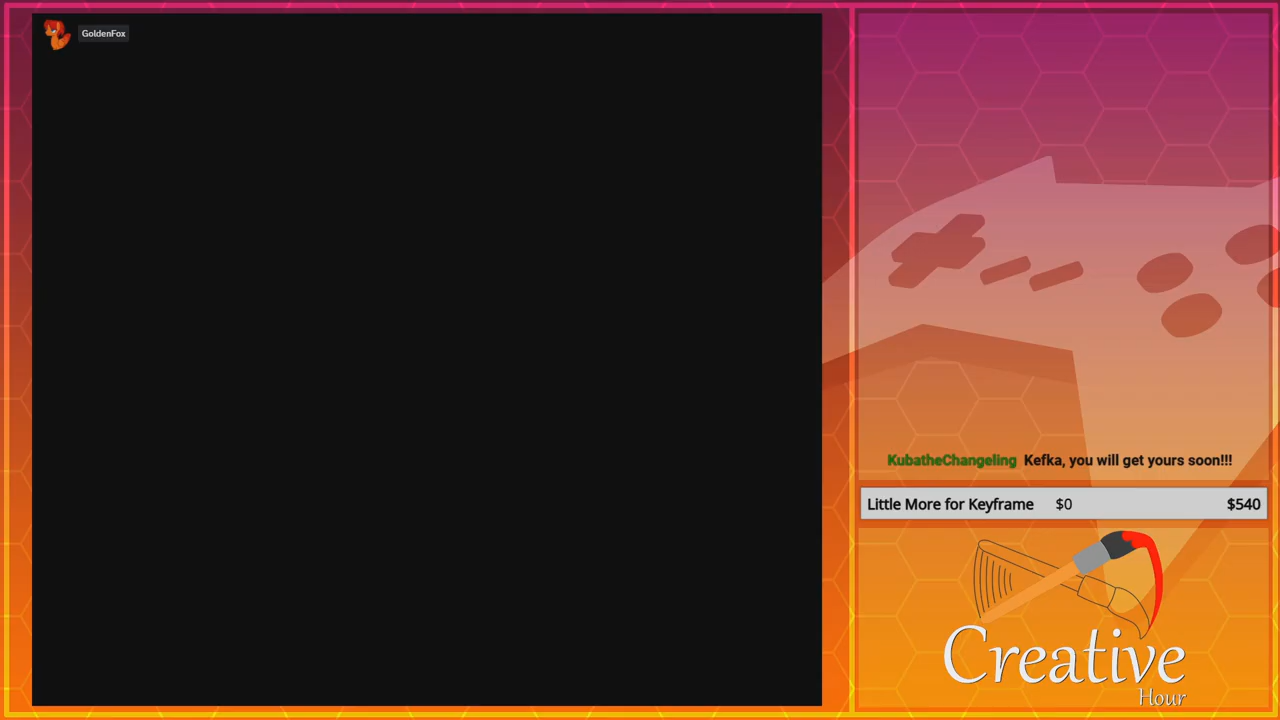 GoldenFox
KubatheChangeling Kefka, you will get yours soon!!!
Little More for Keyframe $0 $540
Creative
Hour